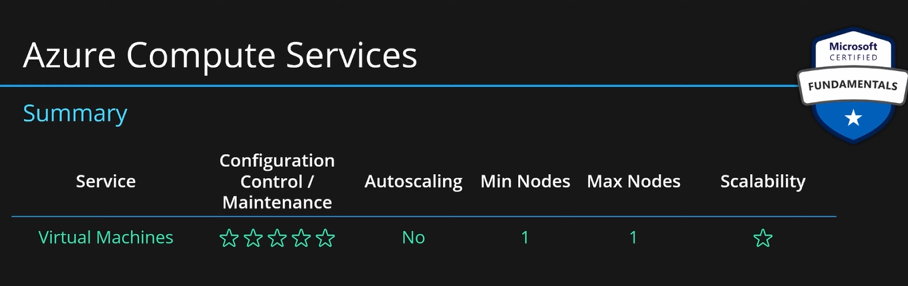 Azure Compute Services
Microsoft
CERTIFIED
FUNDAMENTALS
Summary
Service
Configuration
Control /
Maintenance
Autoscaling
Min Nodes
Max Nodes
Scalability
Virtual Machines
No
1
1